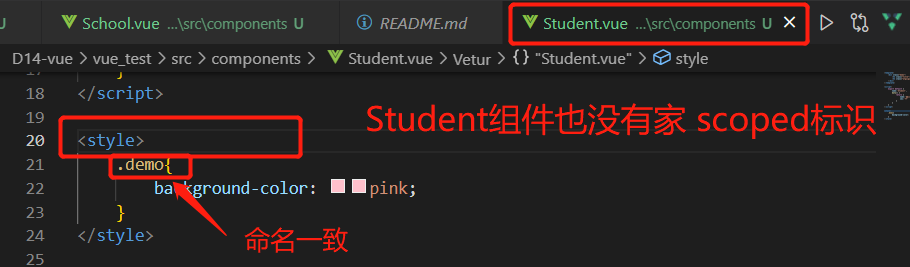 School.vue ...\src\components U
README.md
Student.vue ...\src\components U
D14-vue > vue_test > src > components > Student.vue > Vetur > {} "Student.vue" > style
17 }
18 </script>
19
Student组件也没有家 scoped标识
20 <style>
21 .demo{
22 background-color: pink;
23 }
24 </style>
命名一致
25